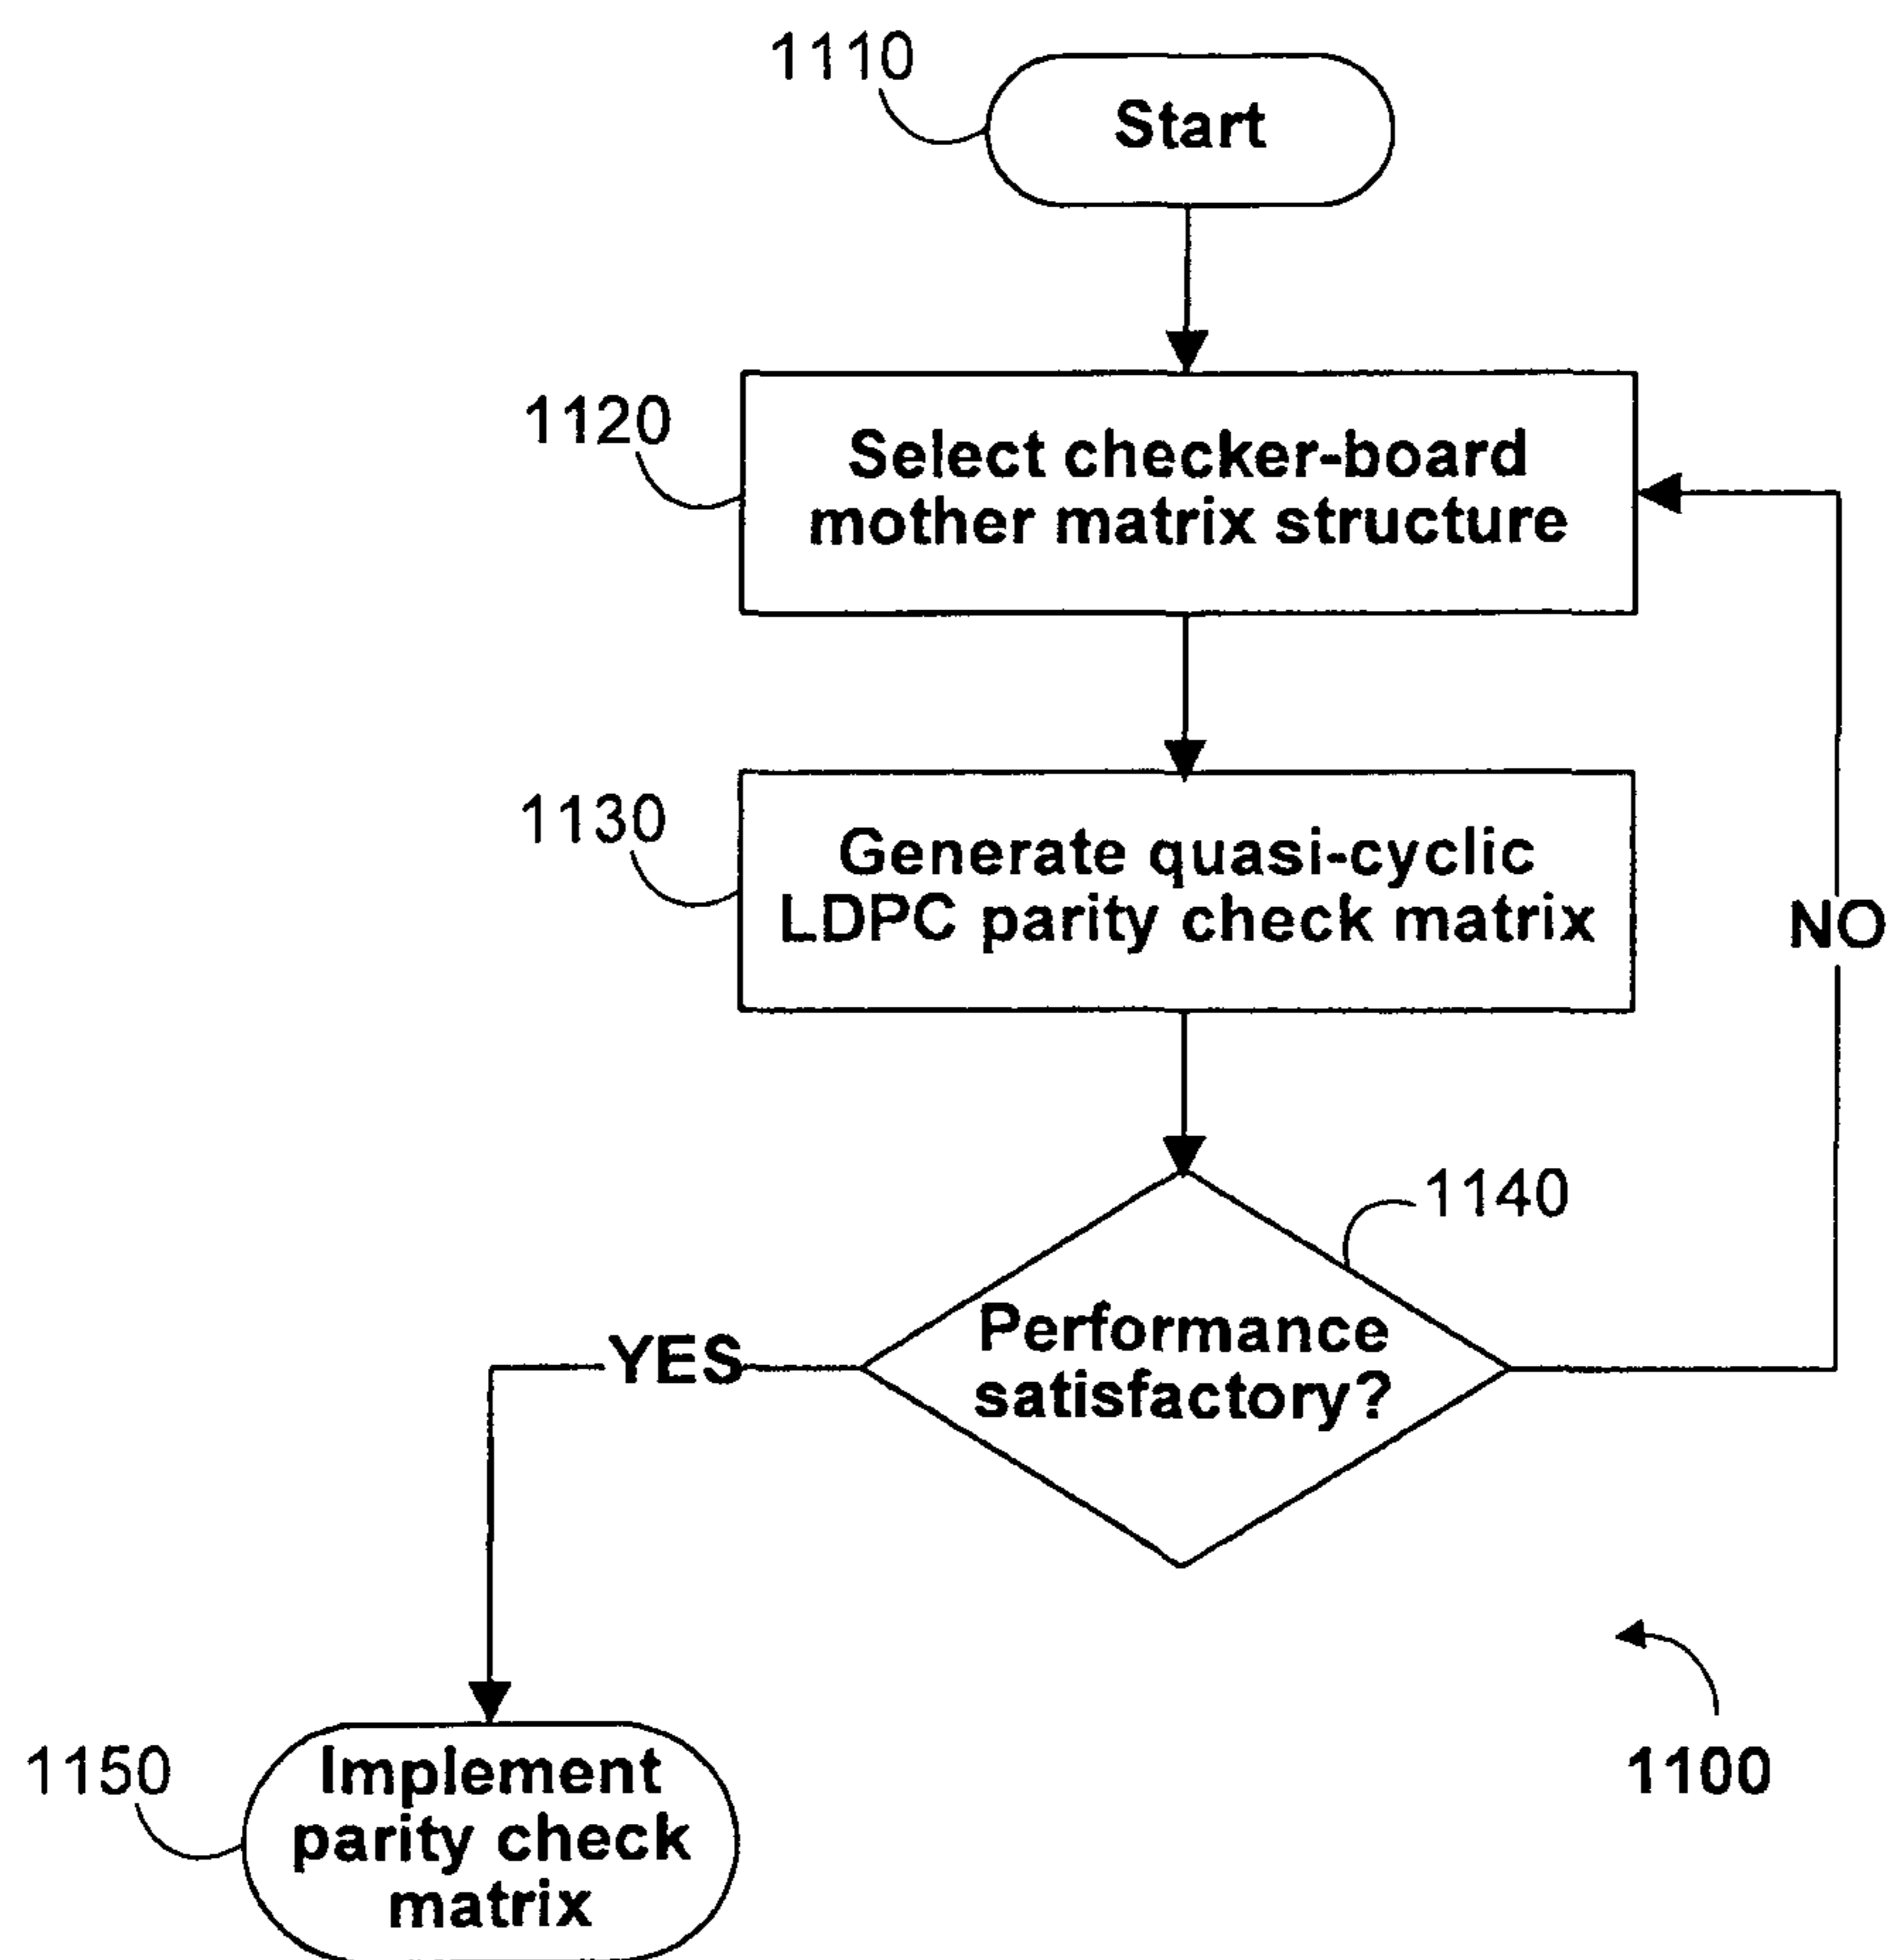 1110
Start
1120
Select checker-board
mother matrix structure
1130
Generate quasi-cyclic
LDPC parity check matrix
NO
1140
Performance
satisfactory?
YES
1150
Implement
parity check
matrix
1100